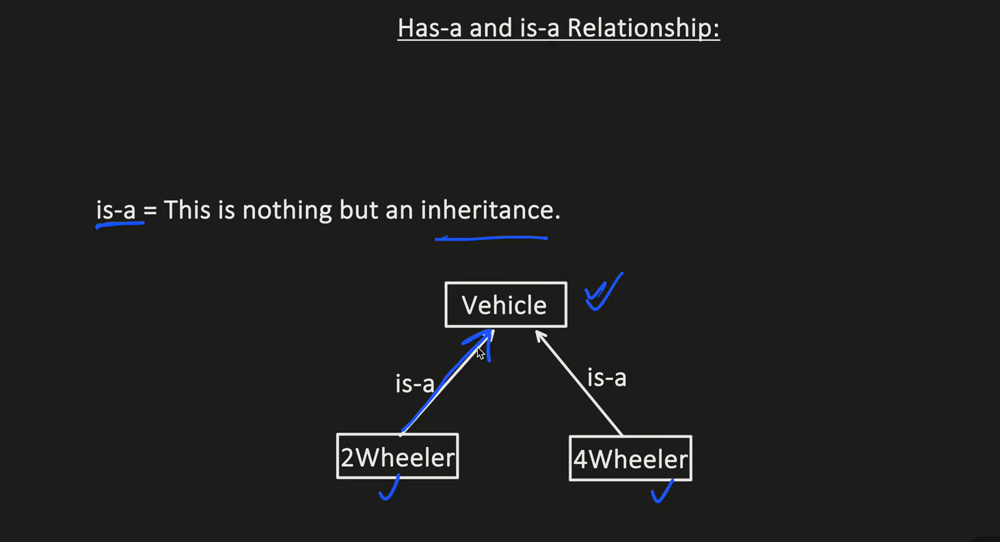 Has-a and is-a Relationship:
is-a = This is nothing but an inheritance.
Vehicle
is-a
is-a
2Wheeler
4Wheeler